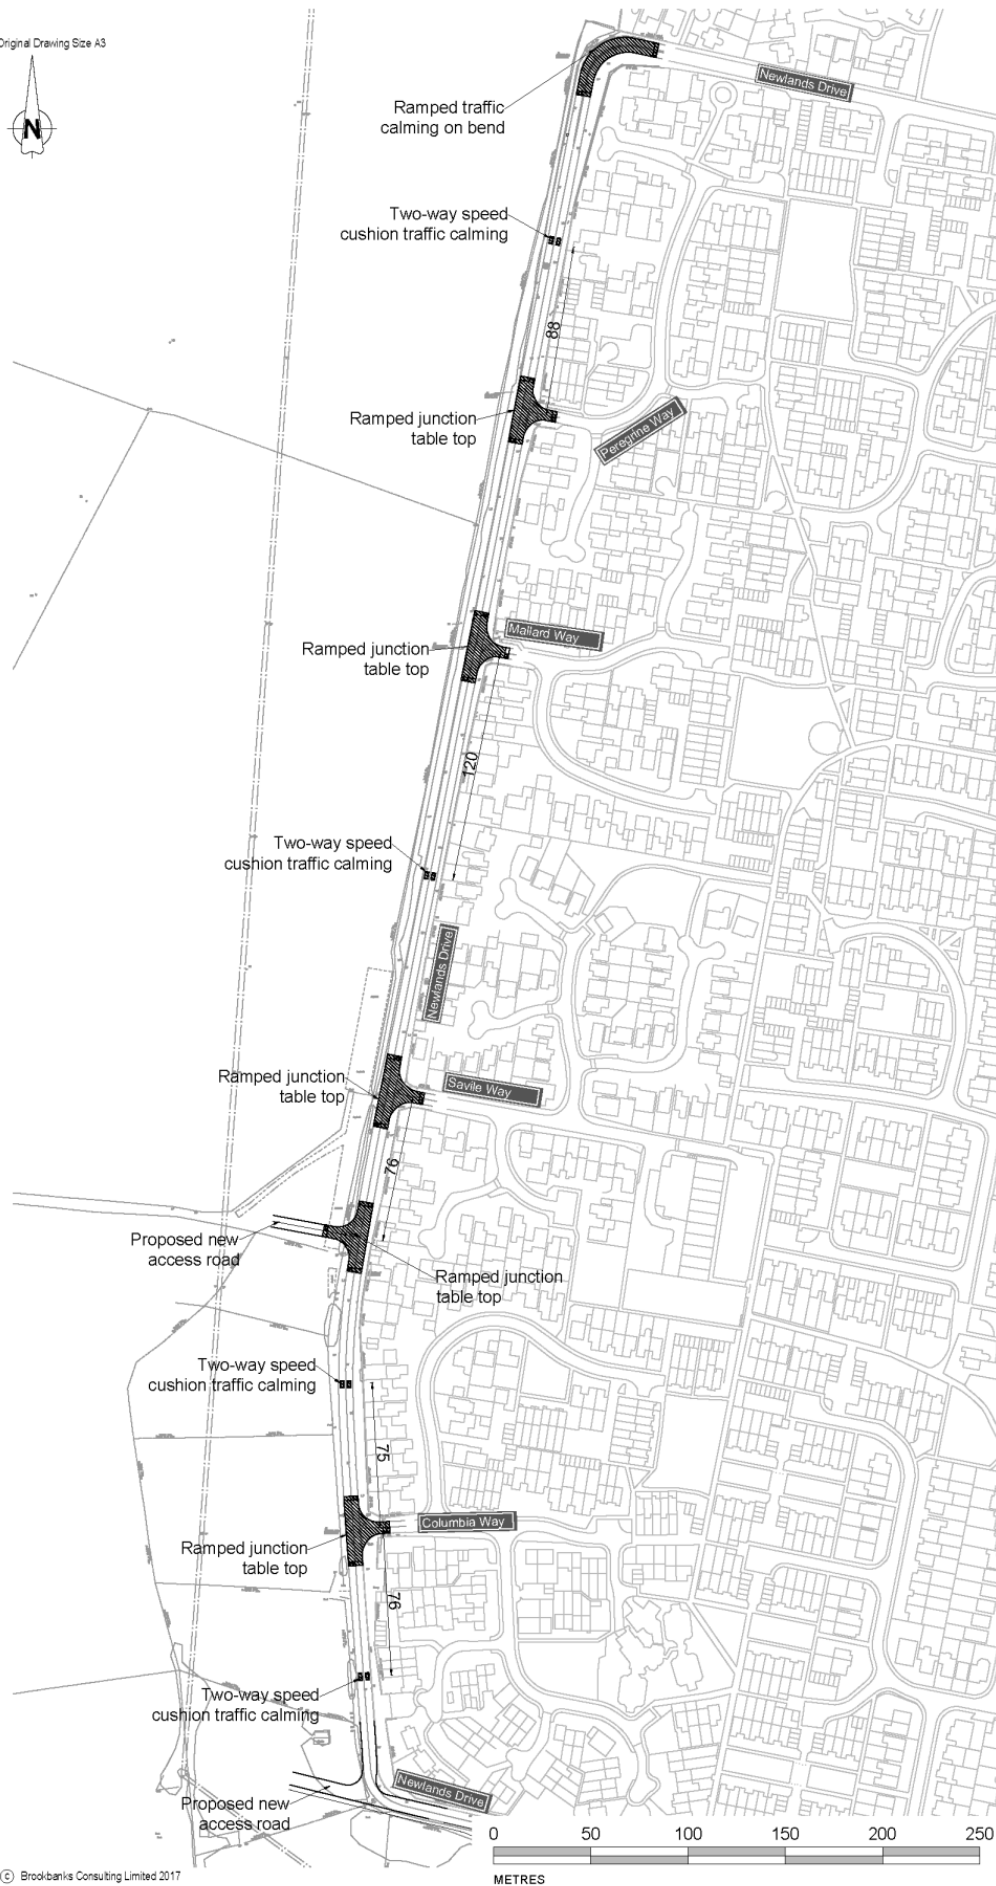 Original Drawing Size A3
N
Newlands Drive
Ramped traffic
calming on bend
Two-way speed
cushion traffic calming
88
Ramped junction
table top
Peregrine Way
Mallard Way
Ramped junction
table top
120
Two-way speed
cushion traffic calming
Newlands Drive
Ramped junction
table top
Savile Way
76
Proposed new
access road
Ramped junction
table top
Two-way speed
cushion traffic calming
75
Columbia Way
Ramped junction
table top
76
Two-way speed
cushion traffic calming
Newlands Drive
Proposed new
access road
0 50 100 150 200 250
METRES
© Brookbanks Consulting Limited 2017